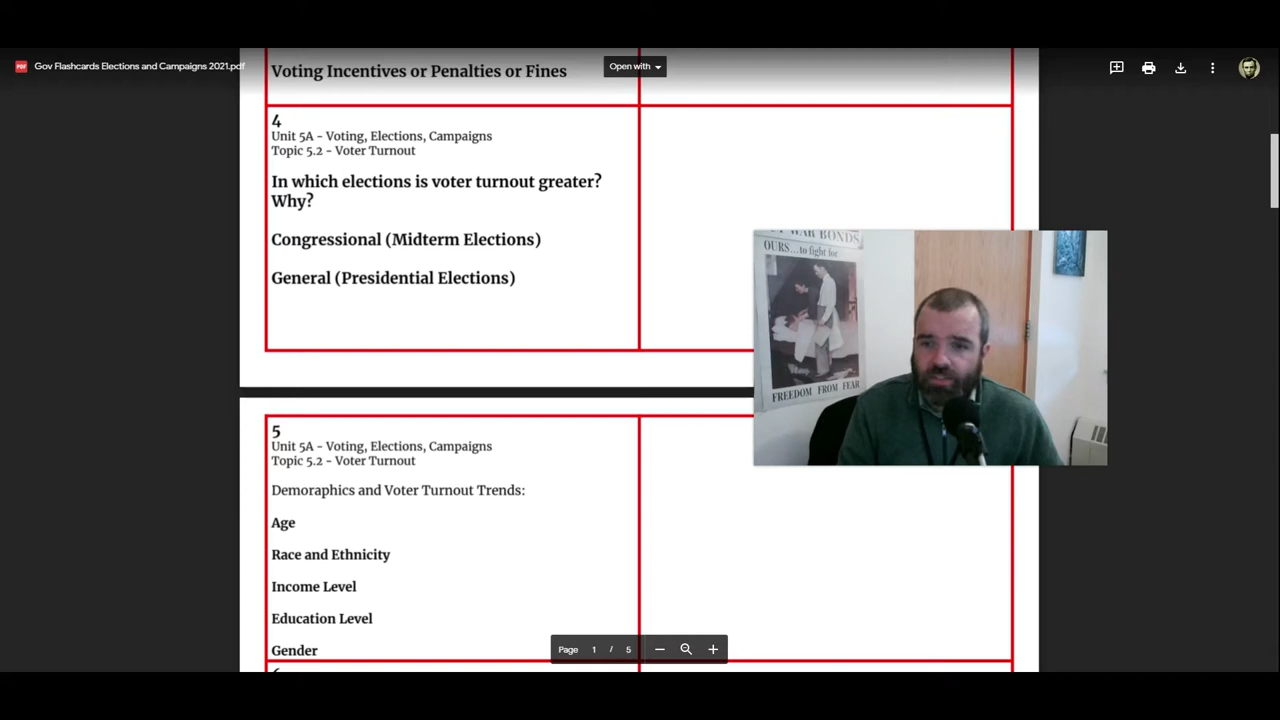 Gov Flashcards Elections and Campaigns 2021.pdf
Open with
Voting Incentives or Penalties or Fines
4
Unit 5A - Voting, Elections, Campaigns
Topic 5.2 - Voter Turnout
In which elections is voter turnout greater?
Why?
Congressional (Midterm Elections)
General (Presidential Elections)
WAR BONDS
OURS...to fight for
FREEDOM FROM FEAR
5
Unit 5A - Voting, Elections, Campaigns
Topic 5.2 - Voter Turnout
Demoraphics and Voter Turnout Trends:
Age
Race and Ethnicity
Income Level
Education Level
Gender
Page 1 / 5